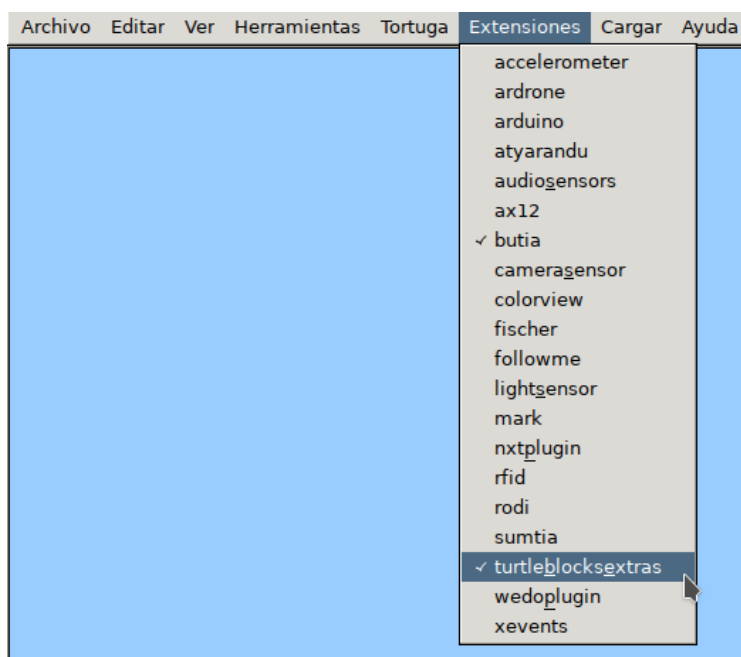 Archivo Editar Ver Herramientas Tortuga Extensiones Cargar Ayuda
accelerometer
ardrone
arduino
atyarandu
audiosensors
ax12
✓ butia
camerasensor
colorview
fischer
followme
lightsensor
mark
nxtplugin
rfid
rodi
sumtia
✓ turtleblocksextras
wedoplugin
xevents